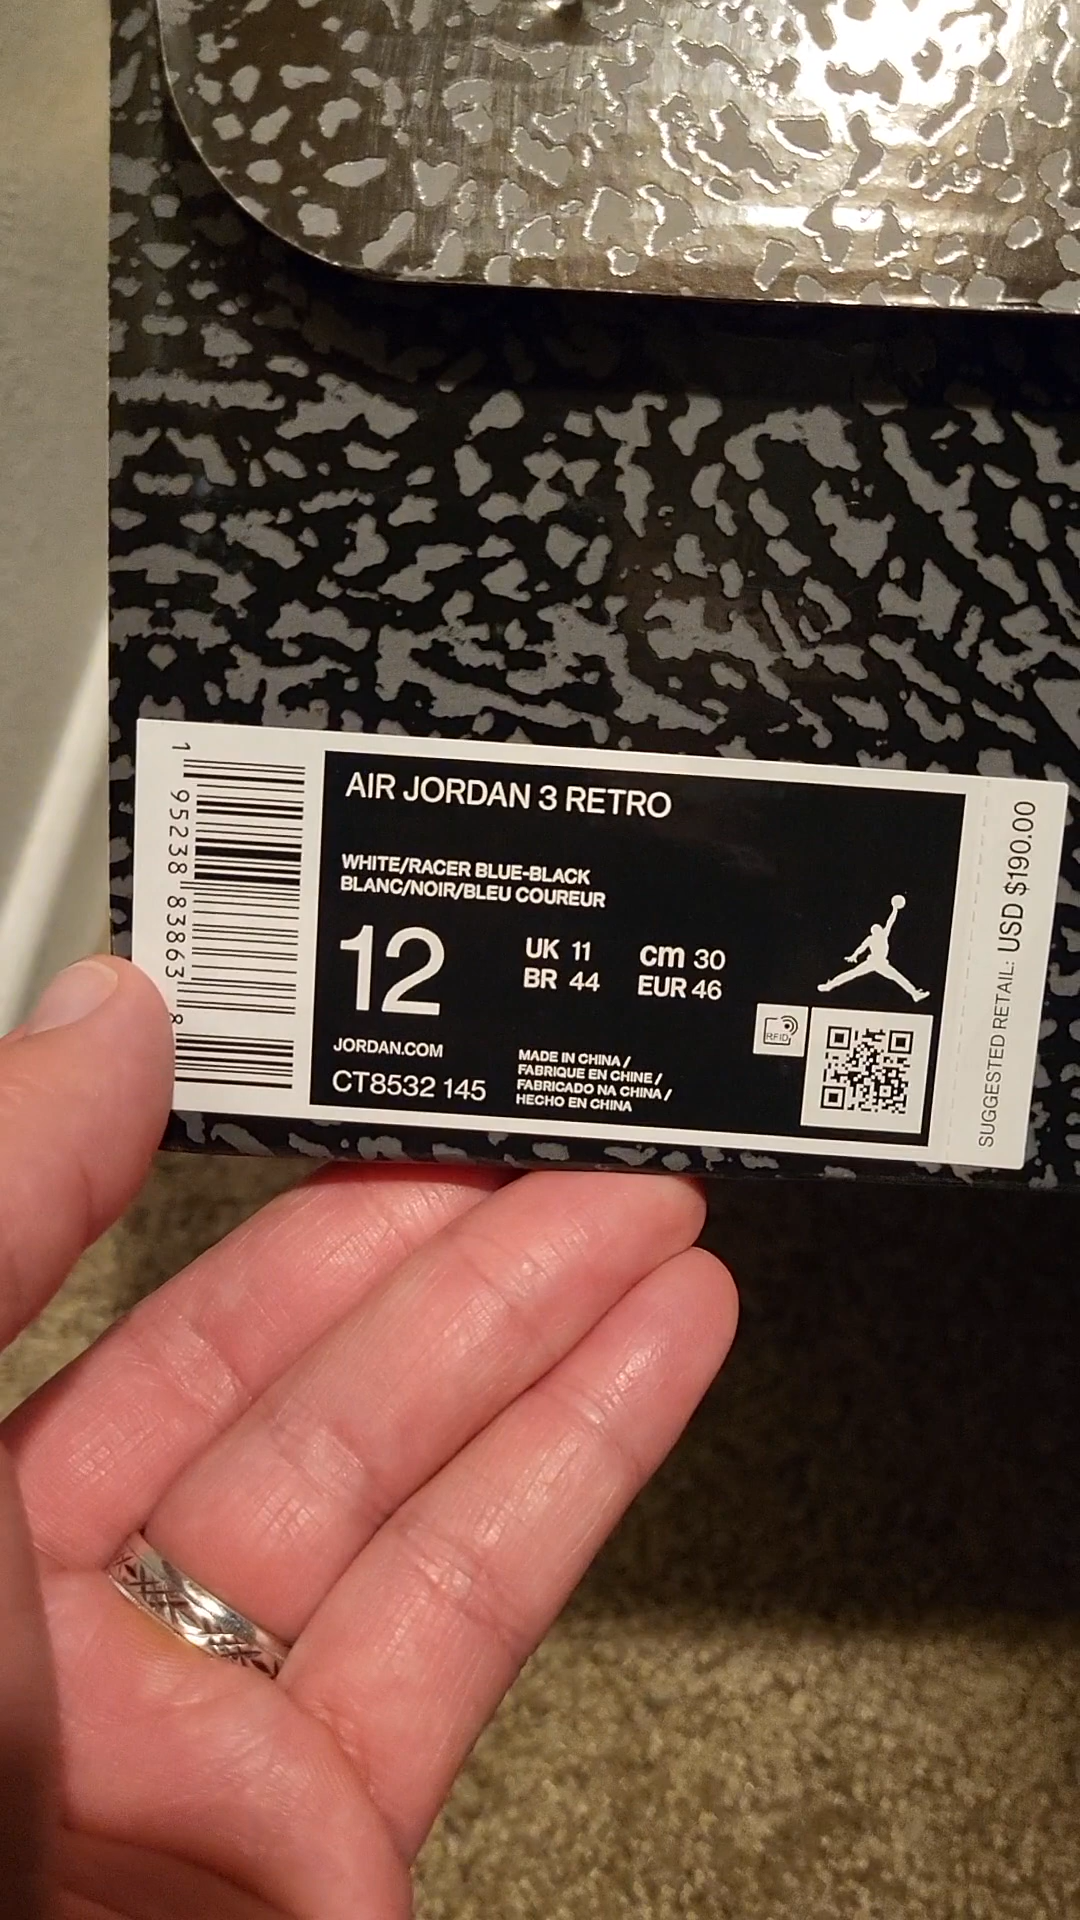 AIR JORDAN 3 RETRO
WHITE/RACER BLUE-BLACK
BLANC/NOIR/BLEU COUREUR
12
UK 11
BR 44
cm 30
EUR 46
JORDAN.COM
CT8532 145
MADE IN CHINA /
FABRIQUE EN CHINE /
FABRICADO NA CHINA /
HECHO EN CHINA
RFID
SUGGESTED RETAIL: USD $190.00
1 95238 83863 8